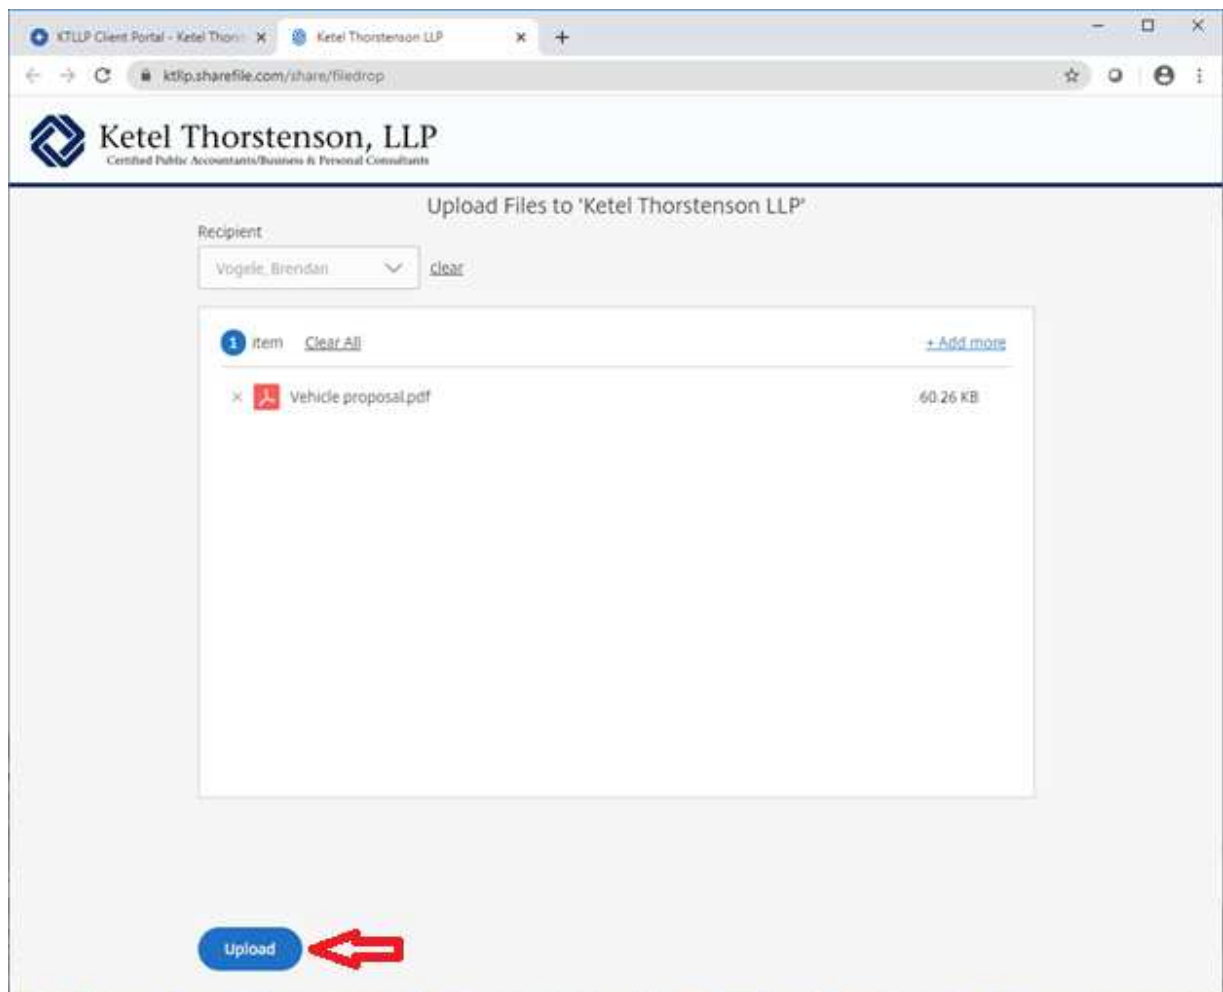 KTLLP Client Portal - Ketel Thors
Ketel Thorstenson LLP
ktllp.sharefile.com/share/filedrop
Ketel Thorstenson, LLP
Certified Public Accountants/Business & Personal Consultants
Upload Files to 'Ketel Thorstenson LLP'
Recipient
Vogele, Brendan
clear
1 item Clear All + Add more
Vehicle proposal.pdf 60.26 KB
Upload